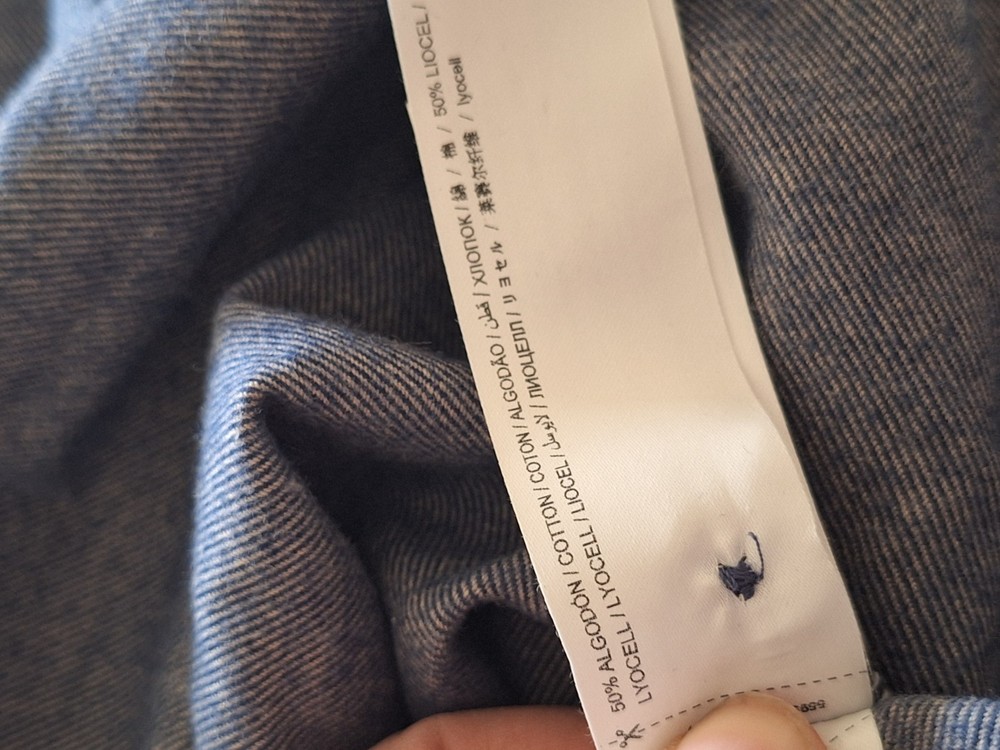 50% ALGODÓN / COTTON / COTON / ALGODÃO / قطن / ХЛОПОК / 綿 / 棉 / 50% LIOCEL /
LYOCELL / LYOCELL / LIOCEL / لايوسل / ЛИОЦЕЛЛ / リヨセル / 莱赛尔纤维 / lyocell